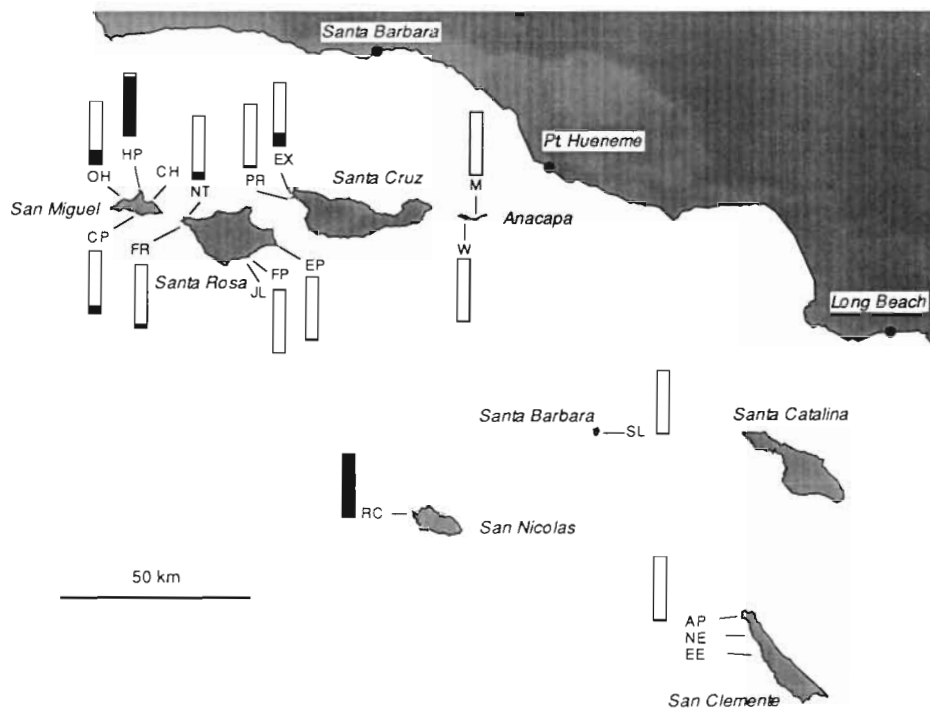 Santa Barbara
Pt. Hueneme
HP
CH
EX
OH
NT
PR
Santa Cruz
M
San Miguel
Anacapa
CP
FR
W
EP
FP
Santa Rosa
JL
Long Beach
Santa Barbara
SL
Santa Catalina
RC
San Nicolas
50 km
AP
NE
EE
San Clemente